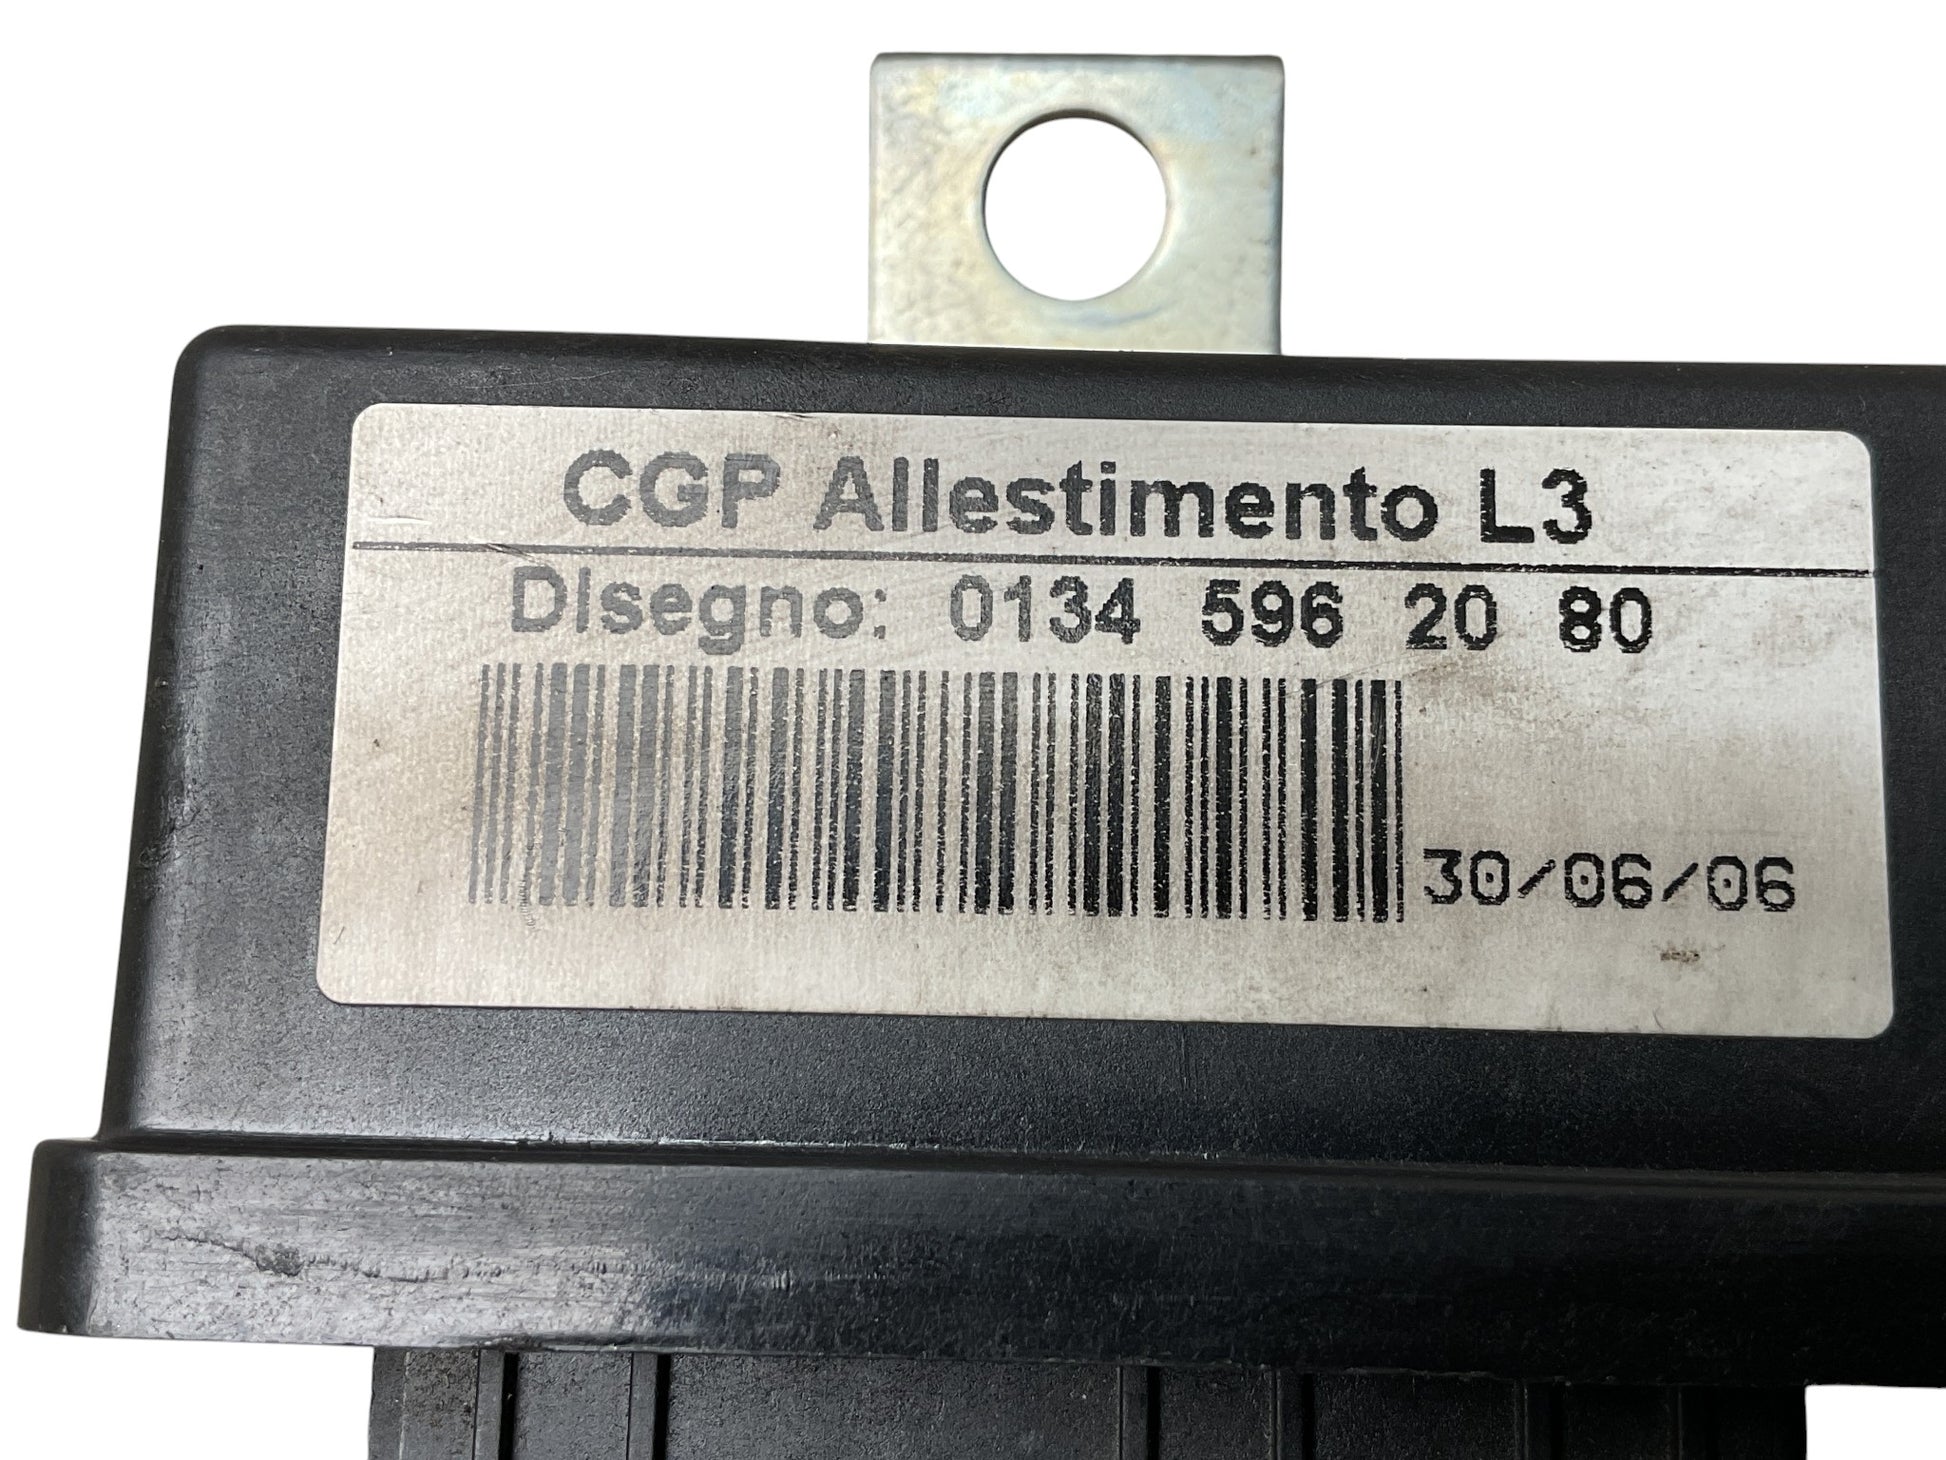 CGP Allestimento L3
Disegno: 0134 596 20 80
30/06/06